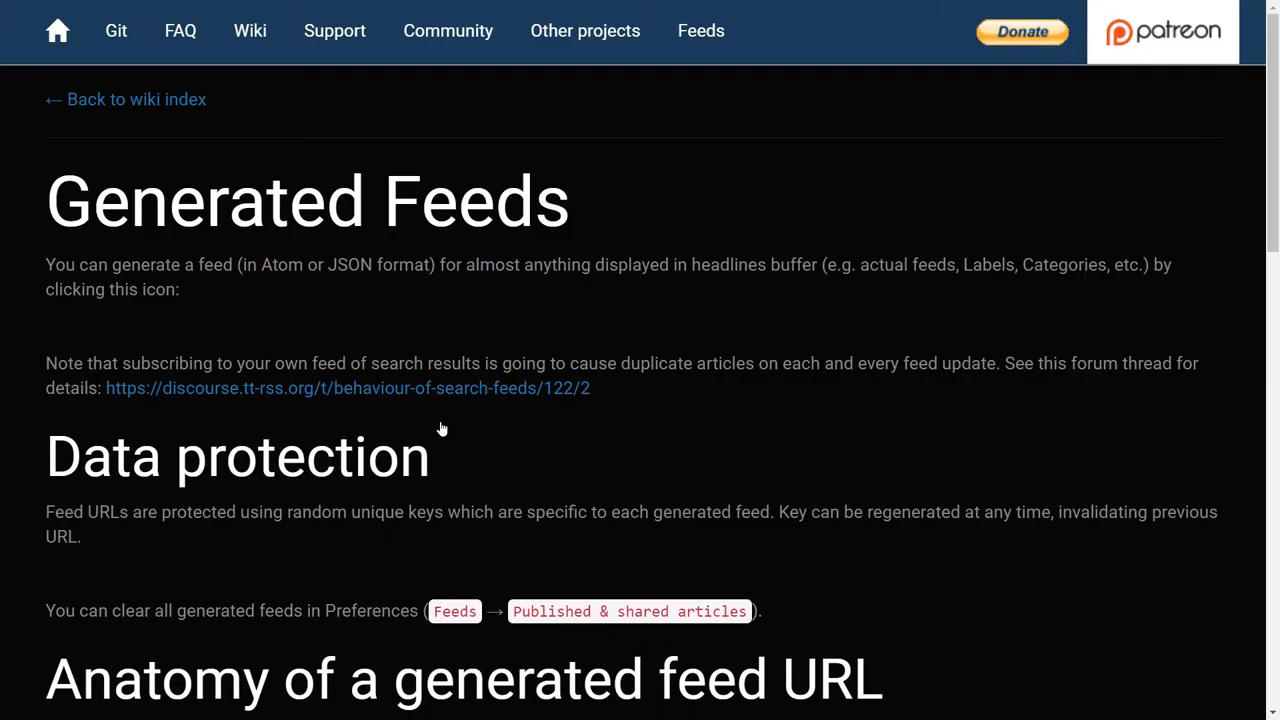 Git FAQ Wiki Support Community Other projects Feeds Donate patreon
← Back to wiki index
Generated Feeds
You can generate a feed (in Atom or JSON format) for almost anything displayed in headlines buffer (e.g. actual feeds, Labels, Categories, etc.) by
clicking this icon:
Note that subscribing to your own feed of search results is going to cause duplicate articles on each and every feed update. See this forum thread for
details: https://discourse.tt-rss.org/t/behaviour-of-search-feeds/122/2
Data protection
Feed URLs are protected using random unique keys which are specific to each generated feed. Key can be regenerated at any time, invalidating previous
URL.
You can clear all generated feeds in Preferences (Feeds → Published & shared articles).
Anatomy of a generated feed URL